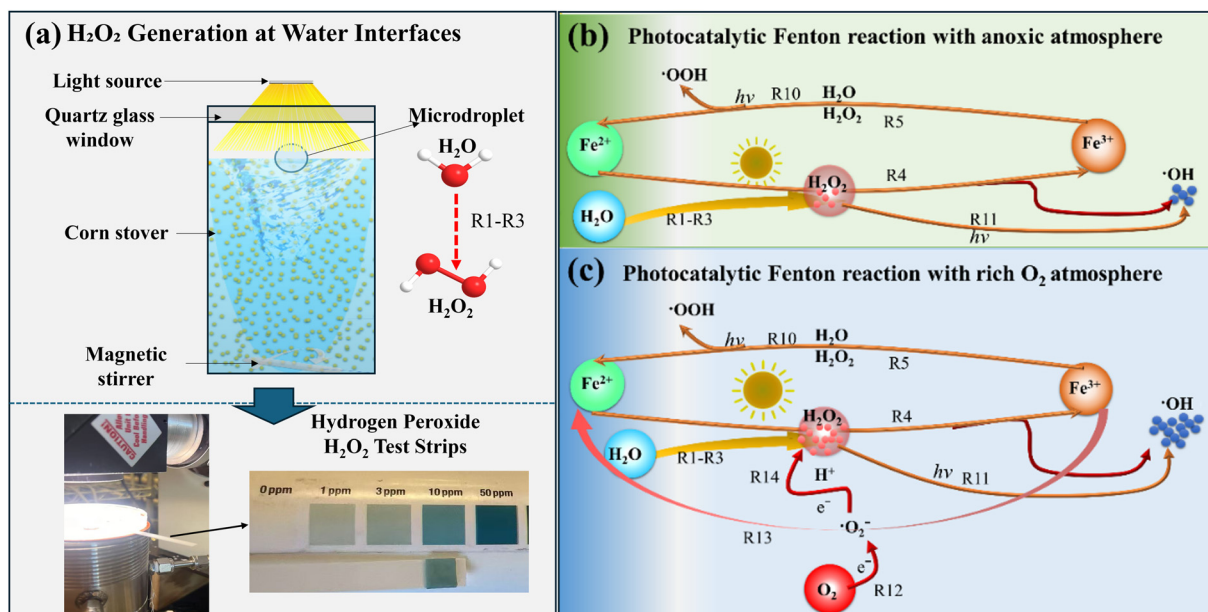 (a) H₂O₂ Generation at Water Interfaces
Light source
Quartz glass
window
Microdroplet
H₂O
R1-R3
H₂O₂
Corn stover
Magnetic
stirrer
Hydrogen Peroxide
H₂O₂ Test Strips
CAUTION!
0 ppm
1 ppm
3 ppm
10 ppm
50 ppm
(b) Photocatalytic Fenton reaction with anoxic atmosphere
·OOH
hv
R10
H₂O
H₂O₂
R5
Fe²⁺
Fe³⁺
H₂O₂
R4
·OH
H₂O
R1-R3
R11
hv
(c) Photocatalytic Fenton reaction with rich O₂ atmosphere
·OOH
hv
R10
H₂O
H₂O₂
R5
Fe²⁺
Fe³⁺
H₂O₂
R4
·OH
H₂O
R1-R3
R14
H⁺
hv
R11
e⁻
·O₂⁻
R13
e⁻
O₂
R12